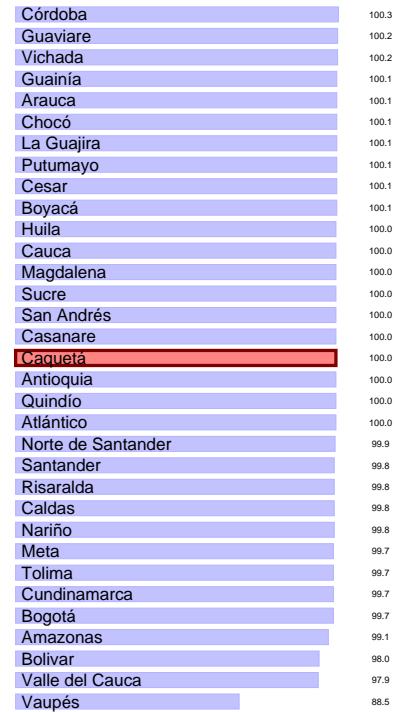 Córdoba 100.3
Guaviare 100.2
Vichada 100.2
Guainía 100.1
Arauca 100.1
Chocó 100.1
La Guajira 100.1
Putumayo 100.1
Cesar 100.1
Boyacá 100.1
Huila 100.0
Cauca 100.0
Magdalena 100.0
Sucre 100.0
San Andrés 100.0
Casanare 100.0
Caquetá 100.0
Antioquia 100.0
Quindío 100.0
Atlántico 100.0
Norte de Santander 99.9
Santander 99.8
Risaralda 99.8
Caldas 99.8
Nariño 99.8
Meta 99.7
Tolima 99.7
Cundinamarca 99.7
Bogotá 99.7
Amazonas 99.1
Bolivar 98.0
Valle del Cauca 97.9
Vaupés 88.5